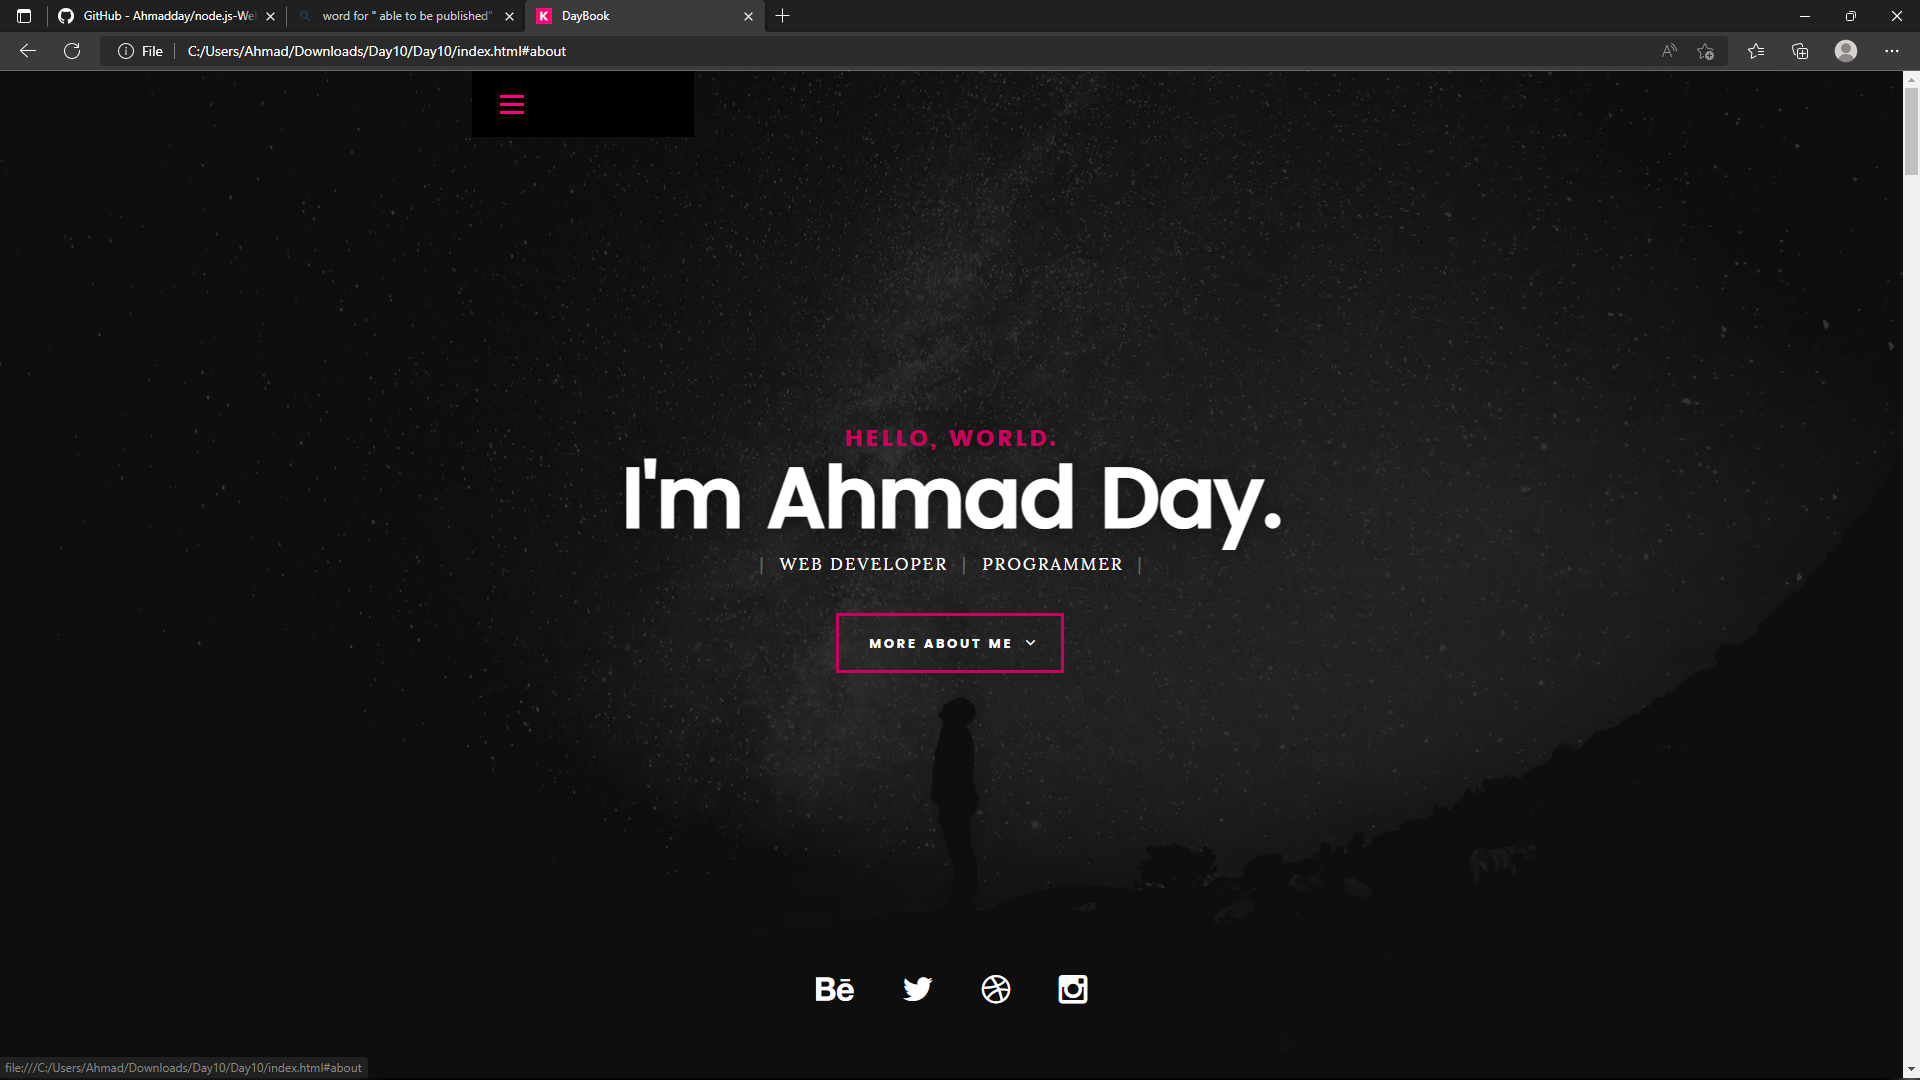 GitHub - Ahmadday/node.js-We
word for " able to be published"
K
DayBook
File
C:/Users/Ahmad/Downloads/Day10/Day10/index.html#about
HELLO, WORLD.
I'm Ahmad Day.
| WEB DEVELOPER | PROGRAMMER |
MORE ABOUT ME
Bē
file:///C:/Users/Ahmad/Downloads/Day10/Day10/index.html#about